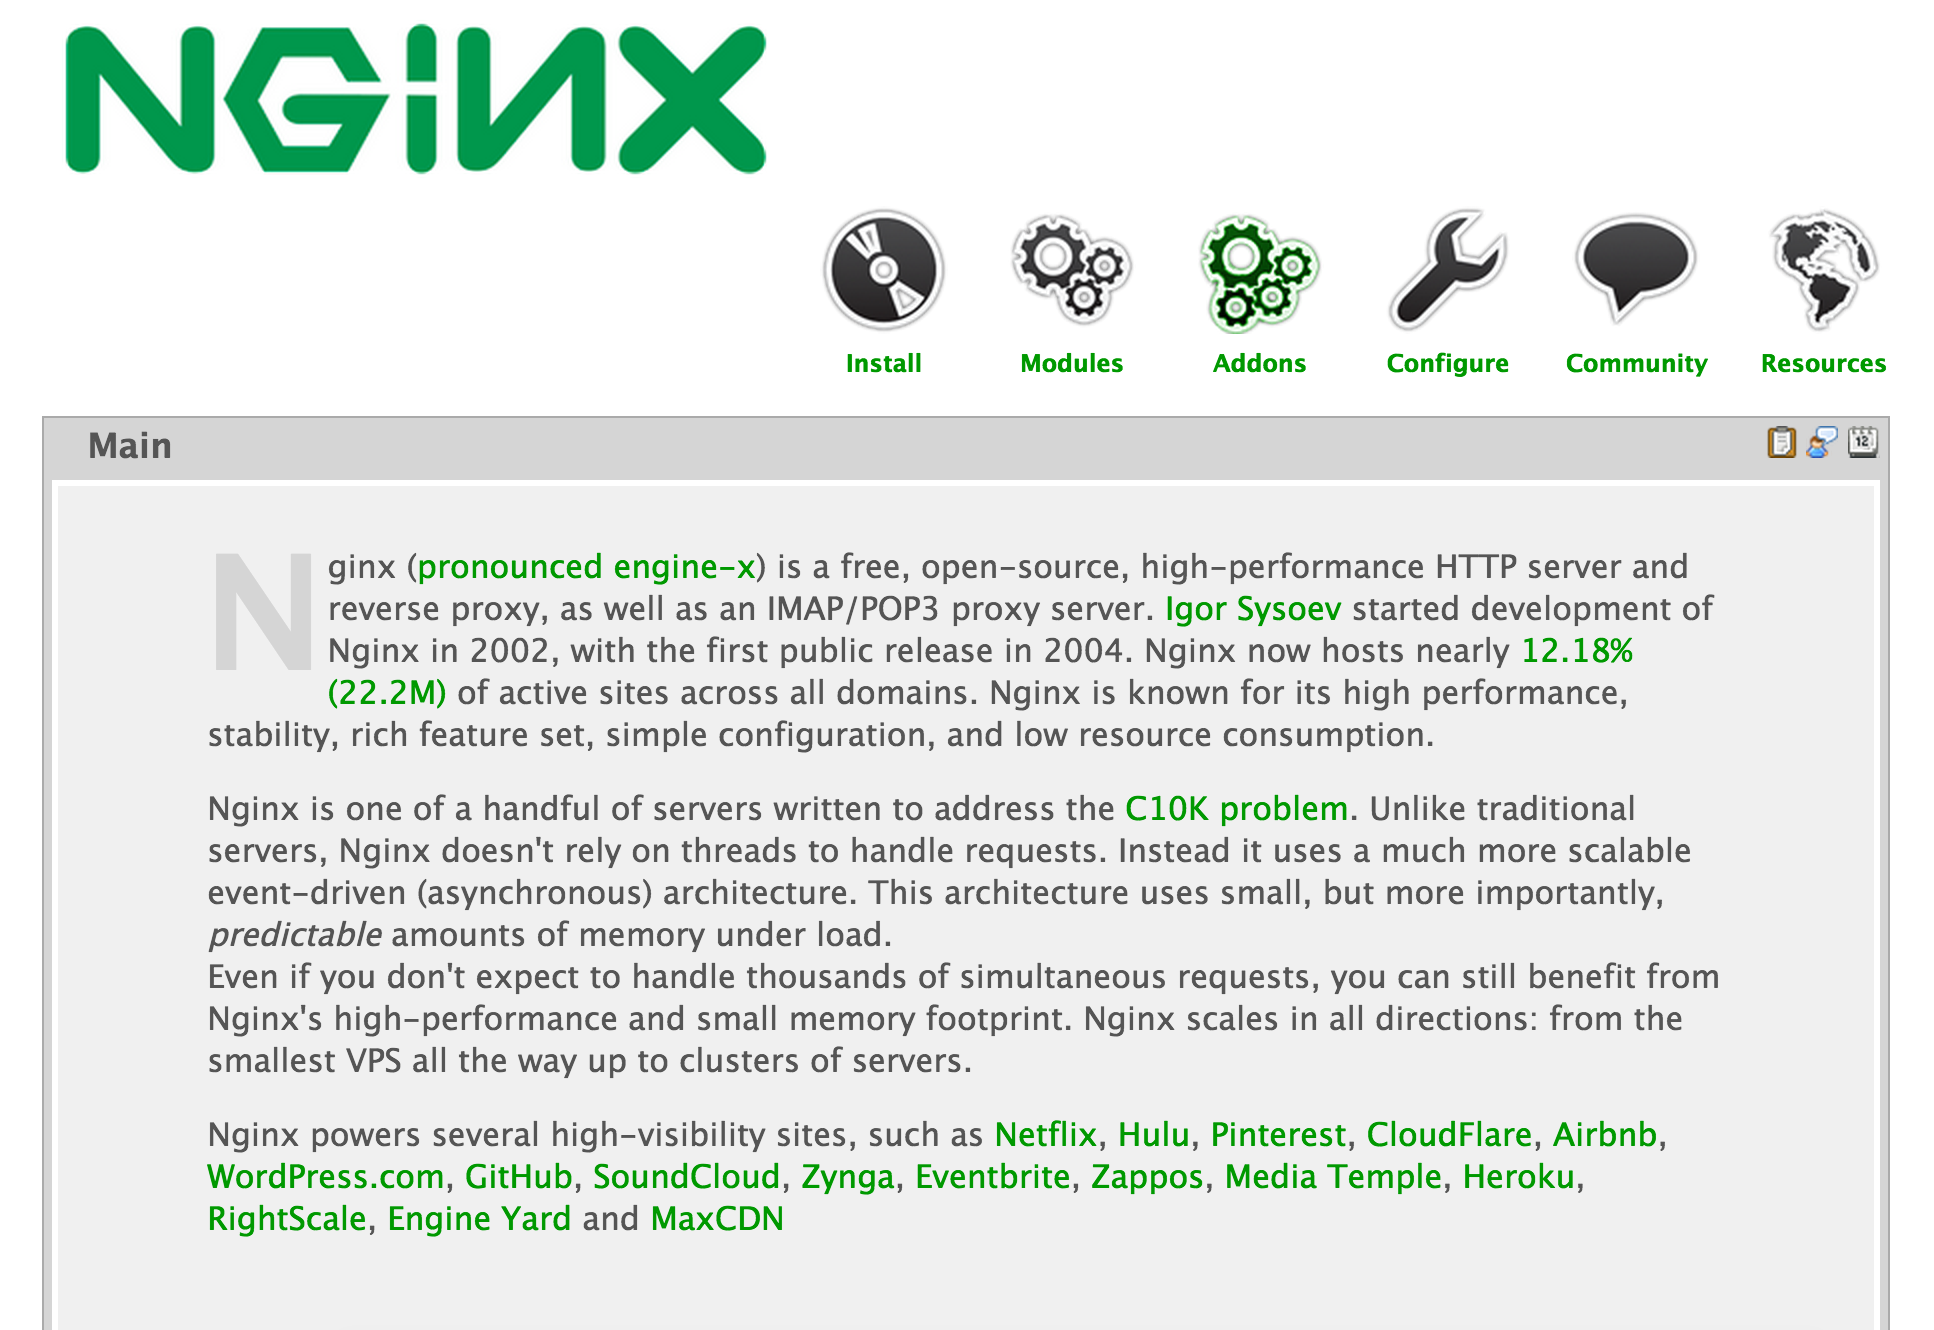 NGINX
Install Modules Addons Configure Community Resources
Main
12
Nginx (pronounced engine-x) is a free, open-source, high-performance HTTP server and
reverse proxy, as well as an IMAP/POP3 proxy server. Igor Sysoev started development of
Nginx in 2002, with the first public release in 2004. Nginx now hosts nearly 12.18%
(22.2M) of active sites across all domains. Nginx is known for its high performance,
stability, rich feature set, simple configuration, and low resource consumption.
Nginx is one of a handful of servers written to address the C10K problem. Unlike traditional
servers, Nginx doesn't rely on threads to handle requests. Instead it uses a much more scalable
event-driven (asynchronous) architecture. This architecture uses small, but more importantly,
predictable amounts of memory under load.
Even if you don't expect to handle thousands of simultaneous requests, you can still benefit from
Nginx's high-performance and small memory footprint. Nginx scales in all directions: from the
smallest VPS all the way up to clusters of servers.
Nginx powers several high-visibility sites, such as Netflix, Hulu, Pinterest, CloudFlare, Airbnb,
WordPress.com, GitHub, SoundCloud, Zynga, Eventbrite, Zappos, Media Temple, Heroku,
RightScale, Engine Yard and MaxCDN